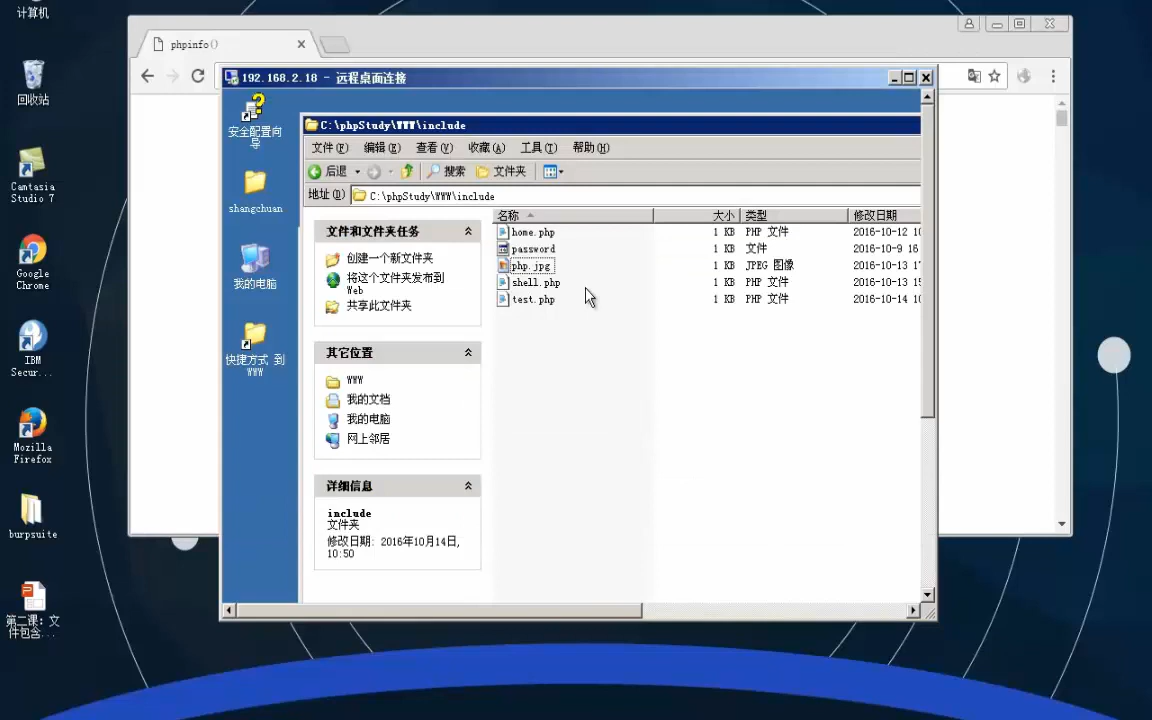 计算机
回收站
Camtasia
Studio 7
Google
Chrome
IBM
Secur...
Mozilla
Firefox
burpsuite
第二课：文
件包含...
phpinfo()
192.168.2.18 - 远程桌面连接
安全配置向
导
shangchuan
我的电脑
快捷方式 到
WWW
C:\phpStudy\WWW\include
文件(F) 编辑(E) 查看(V) 收藏(A) 工具(T) 帮助(H)
后退 搜索 文件夹
地址(D) C:\phpStudy\WWW\include
文件和文件夹任务
创建一个新文件夹
将这个文件夹发布到
Web
共享此文件夹
其它位置
WWW
我的文档
我的电脑
网上邻居
详细信息
include
文件夹
修改日期: 2016年10月14日,
10:50
名称 大小 类型 修改日期
home.php 1 KB PHP 文件 2016-10-12 10
password 1 KB 文件 2016-10-9 16
php.jpg 1 KB JPEG 图像 2016-10-13 1
shell.php 1 KB PHP 文件 2016-10-13 1
test.php 1 KB PHP 文件 2016-10-14 10